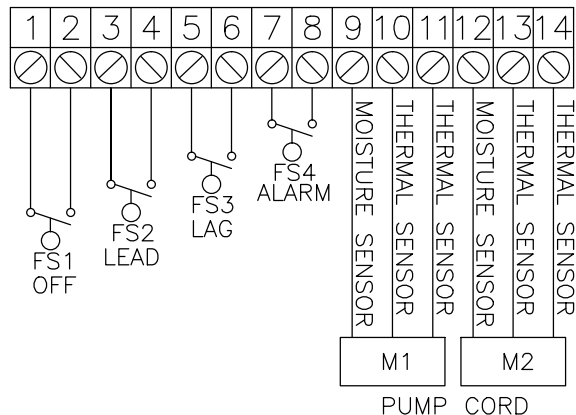 1 2 3 4 5 6 7 8 9 10 11 12 13 14
FS1
OFF
FS2
LEAD
FS3
LAG
FS4
ALARM
MOISTURE SENSOR
THERMAL SENSOR
THERMAL SENSOR
MOISTURE SENSOR
THERMAL SENSOR
THERMAL SENSOR
M1
M2
PUMP CORD